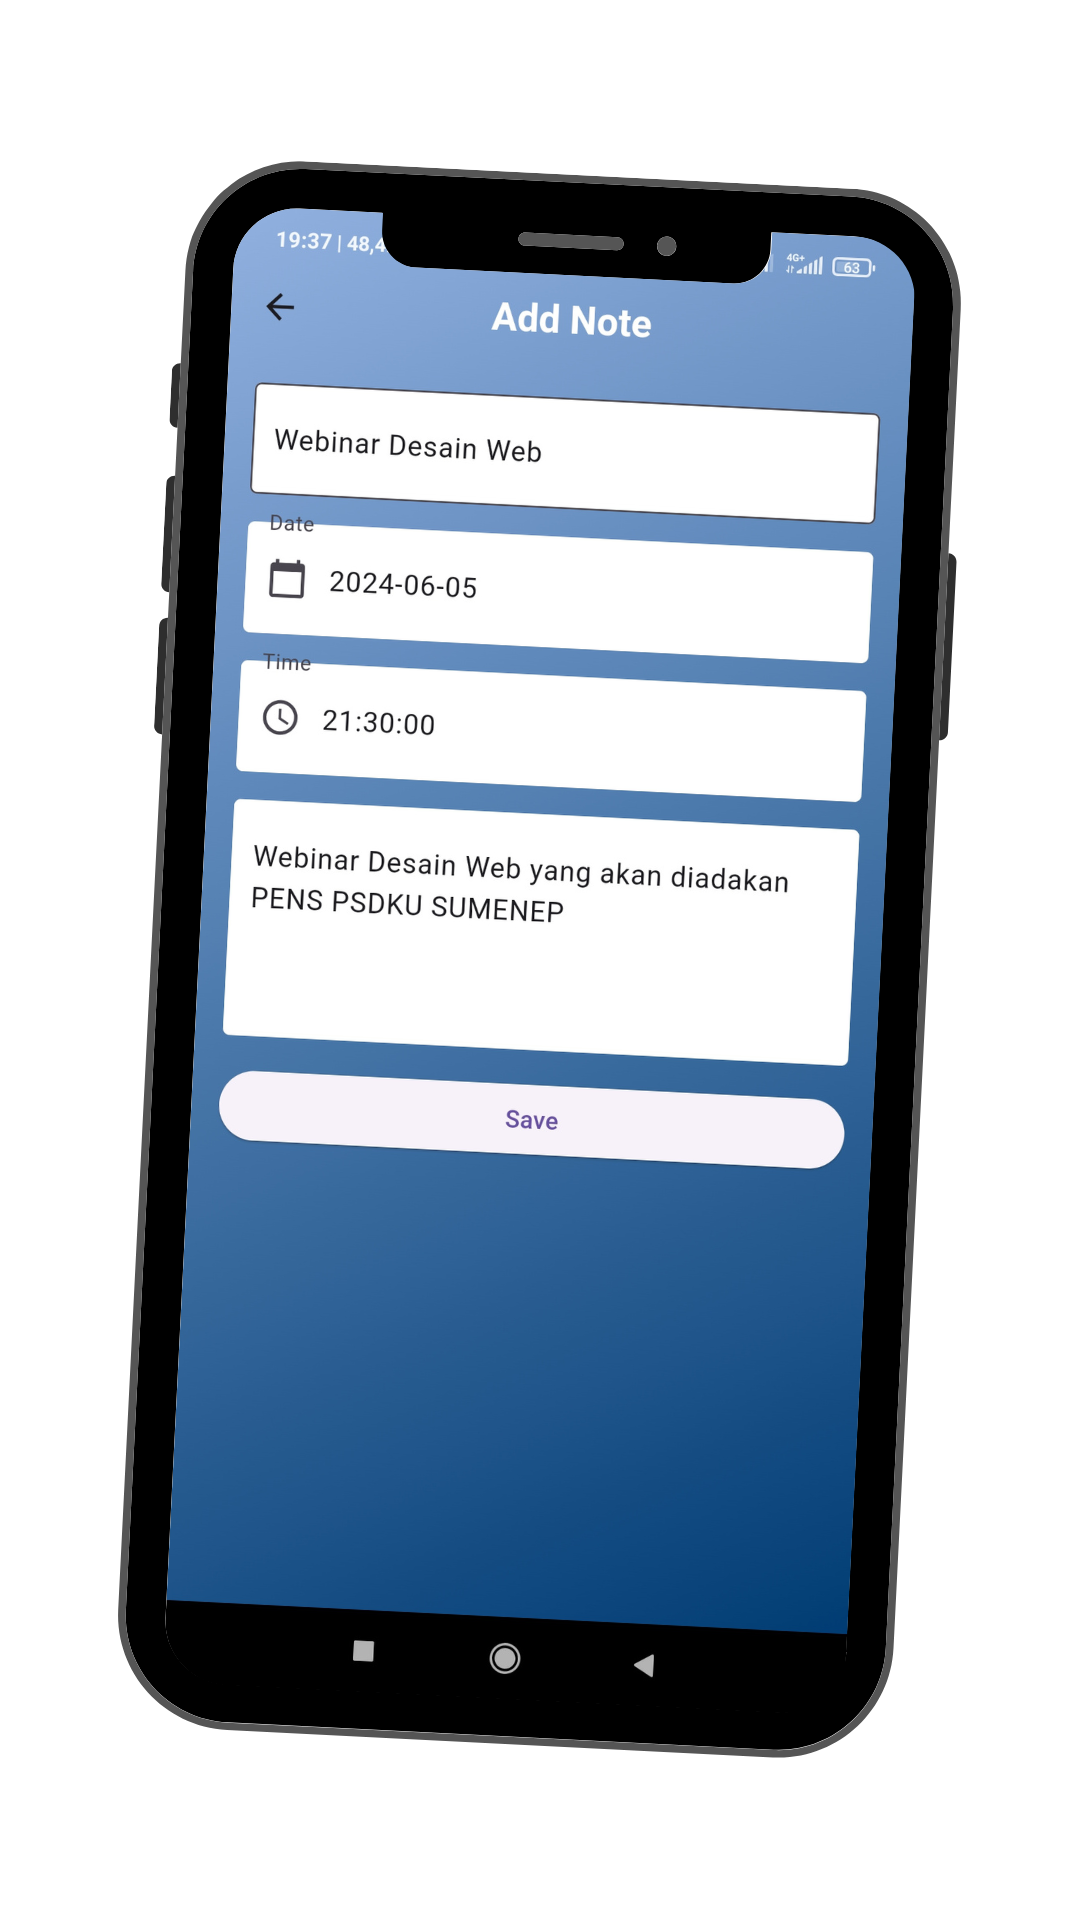 19:37 | 48,4
4G+
63
Add Note
Webinar Desain Web
Date
2024-06-05
Time
21:30:00
Webinar Desain Web yang akan diadakan
PENS PSDKU SUMENEP
Save